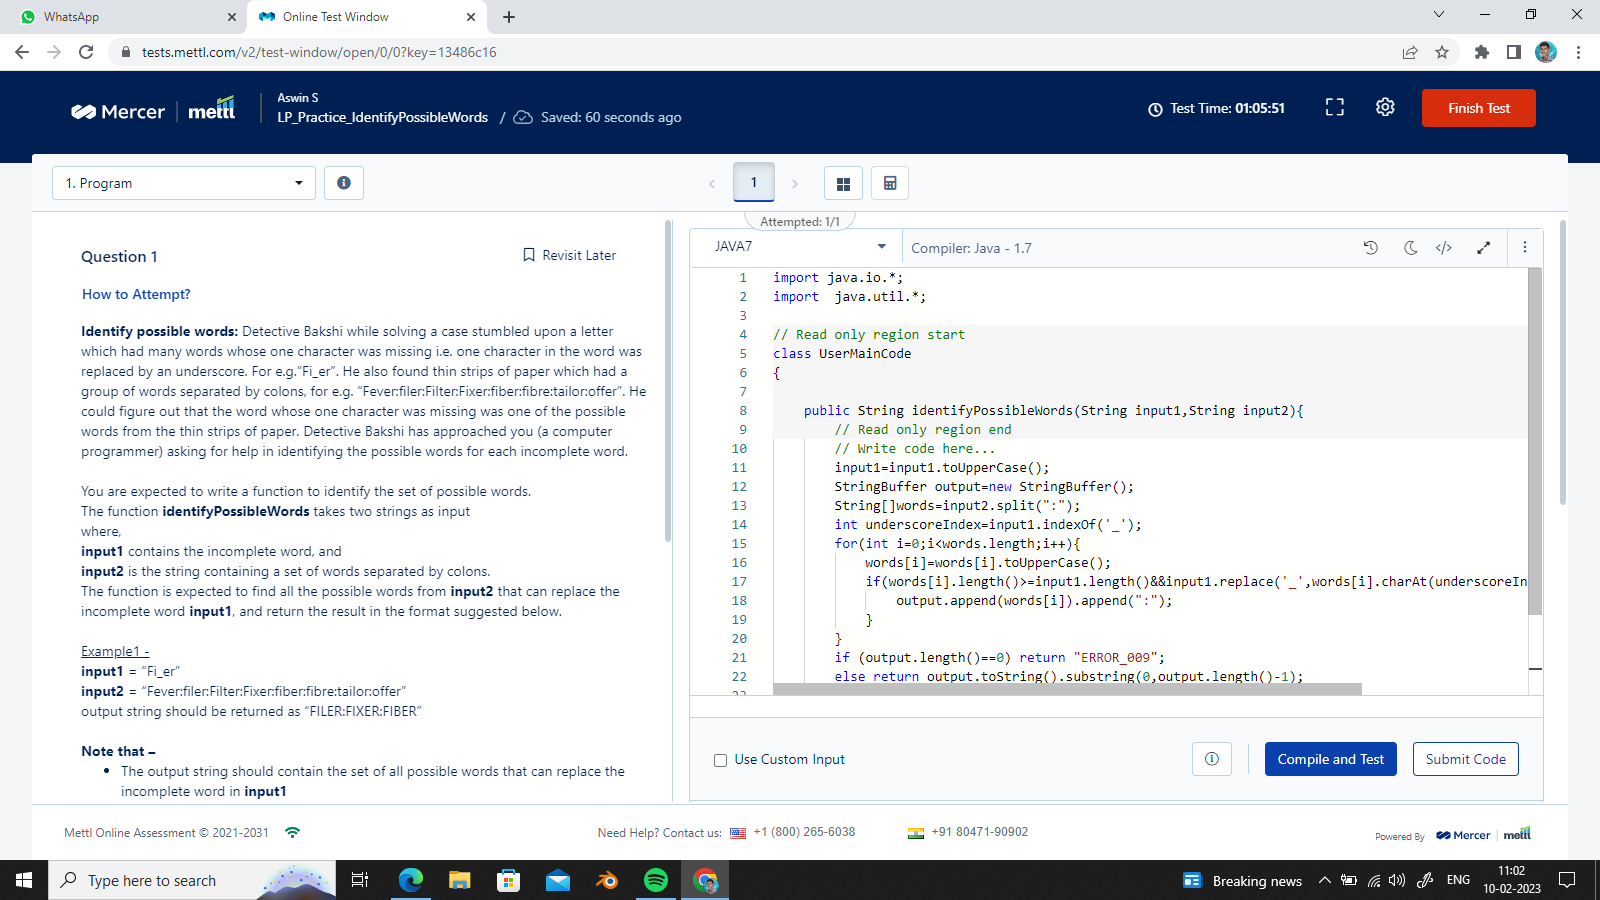 WhatsApp
Online Test Window
tests.mettl.com/v2/test-window/open/0/0?key=13486c16
Mercer
mettl
Aswin S
LP_Practice_IdentifyPossibleWords / Saved: 60 seconds ago
Test Time: 01:05:51
Finish Test
1. Program
1
Attempted: 1/1
Question 1
Revisit Later
How to Attempt?
Identify possible words: Detective Bakshi while solving a case stumbled upon a letter
which had many words whose one character was missing i.e. one character in the word was
replaced by an underscore. For e.g.“Fi_er”. He also found thin strips of paper which had a
group of words separated by colons, for e.g. “Fever:filer:Filter:Fixer:fiber:fibre:tailor:offer”. He
could figure out that the word whose one character was missing was one of the possible
words from the thin strips of paper. Detective Bakshi has approached you (a computer
programmer) asking for help in identifying the possible words for each incomplete word.
You are expected to write a function to identify the set of possible words.
The function identifyPossibleWords takes two strings as input
where,
input1 contains the incomplete word, and
input2 is the string containing a set of words separated by colons.
The function is expected to find all the possible words from input2 that can replace the
incomplete word input1, and return the result in the format suggested below.
Example1 -
input1 = “Fi_er”
input2 = “Fever:filer:Filter:Fixer:fiber:fibre:tailor:offer”
output string should be returned as “FILER:FIXER:FIBER”
Note that –
• The output string should contain the set of all possible words that can replace the
incomplete word in input1
JAVA7
Compiler: Java - 1.7
1 import java.io.*;
2 import  java.util.*;
3
4 // Read only region start
5 class UserMainCode
6 {
7
8     public String identifyPossibleWords(String input1,String input2){
9         // Read only region end
10         // Write code here...
11         input1=input1.toUpperCase();
12         StringBuffer output=new StringBuffer();
13         String[]words=input2.split(":");
14         int underscoreIndex=input1.indexOf('_');
15         for(int i=0;i<words.length;i++){
16             words[i]=words[i].toUpperCase();
17             if(words[i].length()>=input1.length()&&input1.replace('_',words[i].charAt(underscoreIn
18                 output.append(words[i]).append(":");
19             }
20         }
21         if (output.length()==0) return "ERROR_009";
22         else return output.toString().substring(0,output.length()-1);
23
Use Custom Input
Compile and Test
Submit Code
Mettl Online Assessment © 2021-2031
Need Help? Contact us: +1 (800) 265-6038
+91 80471-90902
Powered By Mercer mettl
Type here to search
Breaking news
ENG
11:02
10-02-2023